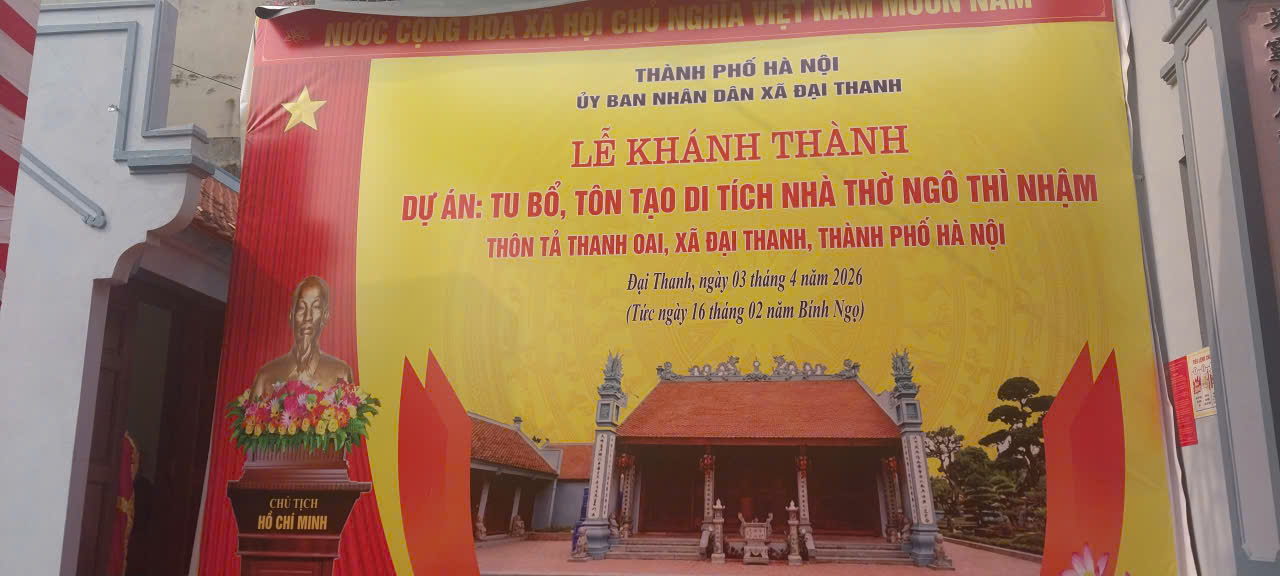 NƯỚC CỘNG HÒA XÃ HỘI CHỦ NGHĨA VIỆT NAM MUÔN NĂM
THÀNH PHỐ HÀ NỘI
ỦY BAN NHÂN DÂN XÃ ĐẠI THANH
LỄ KHÁNH THÀNH
DỰ ÁN: TU BỔ, TÔN TẠO DI TÍCH NHÀ THỜ NGÔ THÌ NHẬM
THÔN TẢ THANH OAI, XÃ ĐẠI THANH, THÀNH PHỐ HÀ NỘI
Đại Thanh, ngày 03 tháng 4 năm 2026
(Tức ngày 16 tháng 02 năm Bính Ngọ)
CHỦ TỊCH
HỒ CHÍ MINH